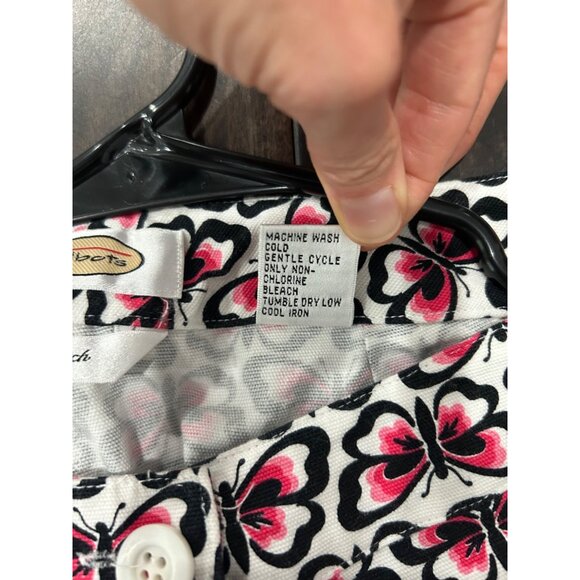 MACHINE WASH
COLD
GENTLE CYCLE
ONLY NON-
CHLORINE
BLEACH
TUMBLE DRY LOW
COOL IRON